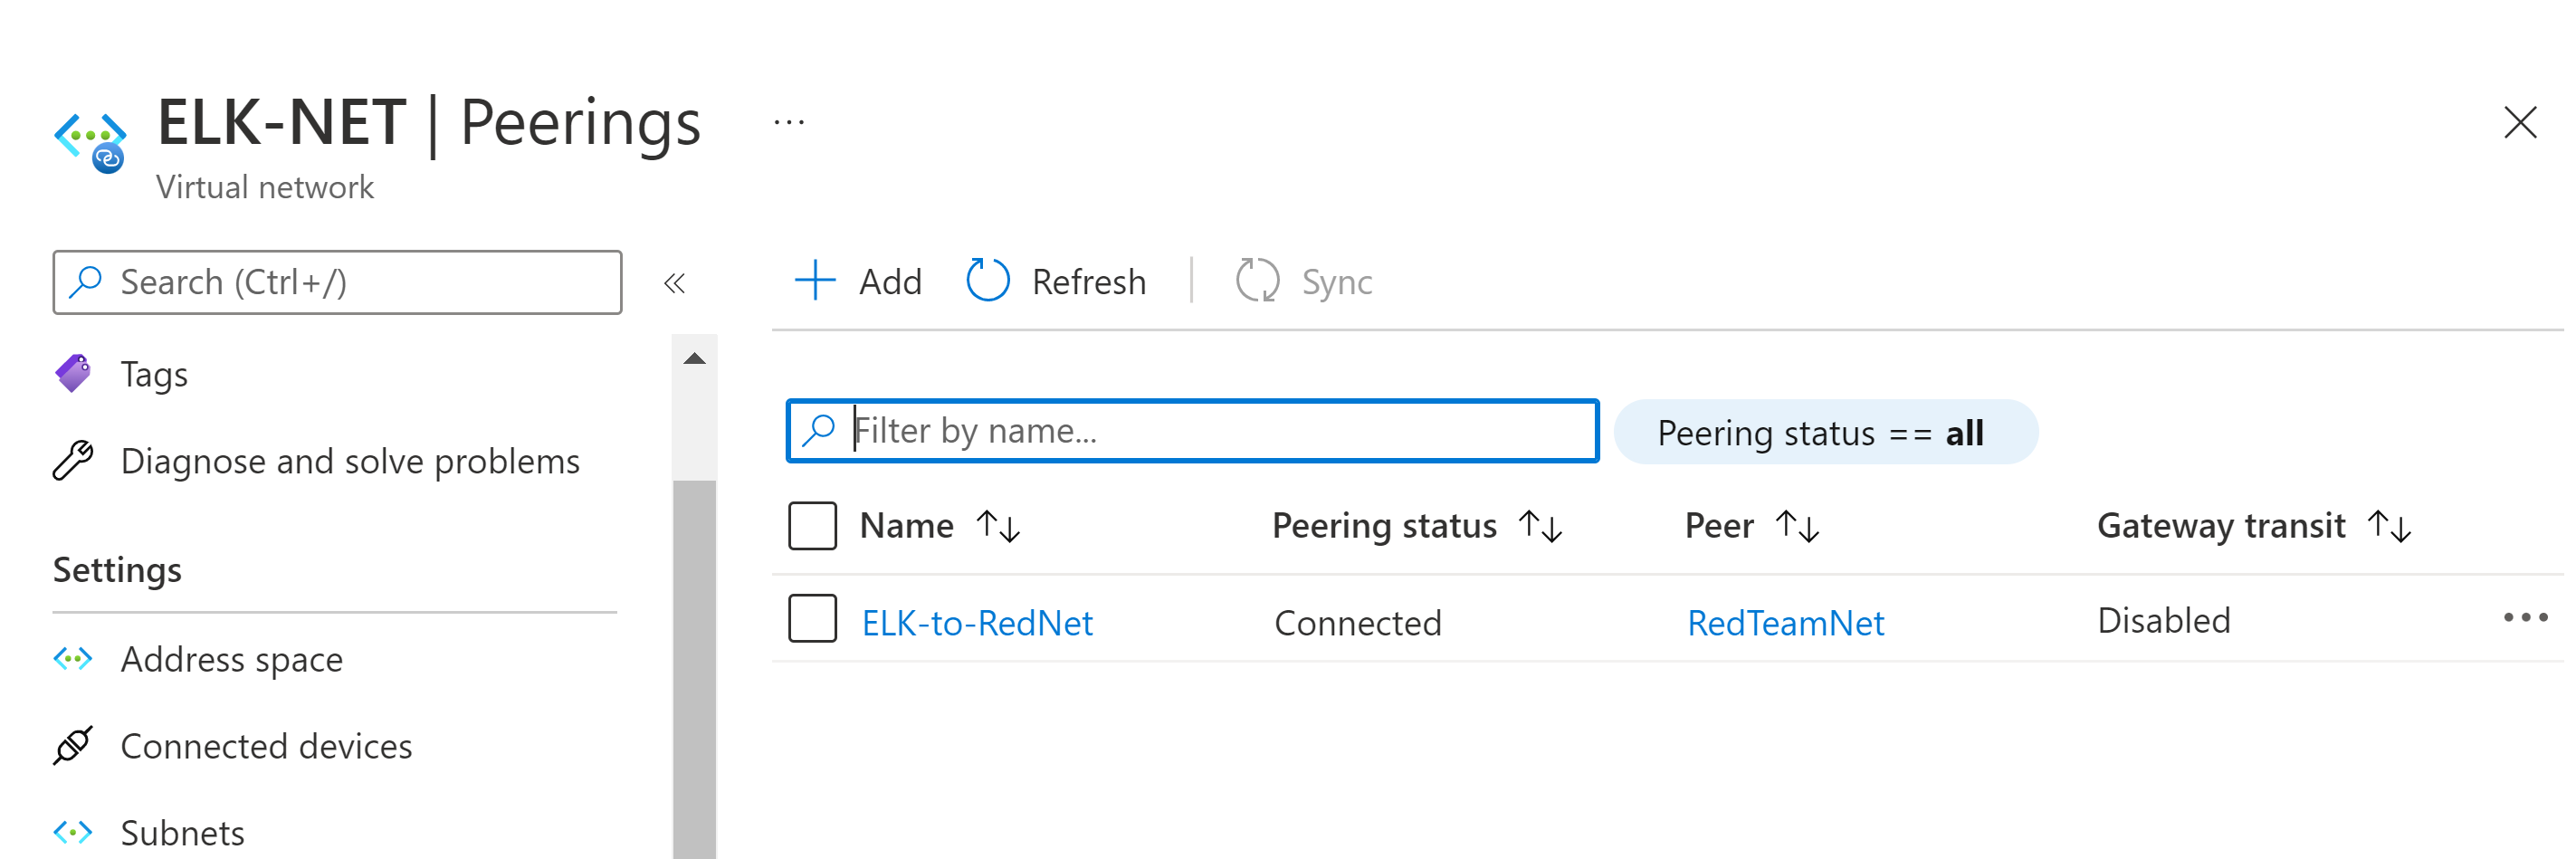 ELK-NET | Peerings ...
Virtual network
Search (Ctrl+/)
Tags
Diagnose and solve problems
Settings
Address space
Connected devices
Subnets
Add Refresh Sync
Filter by name... Peering status == all
Name Peering status Peer Gateway transit
ELK-to-RedNet Connected RedTeamNet Disabled